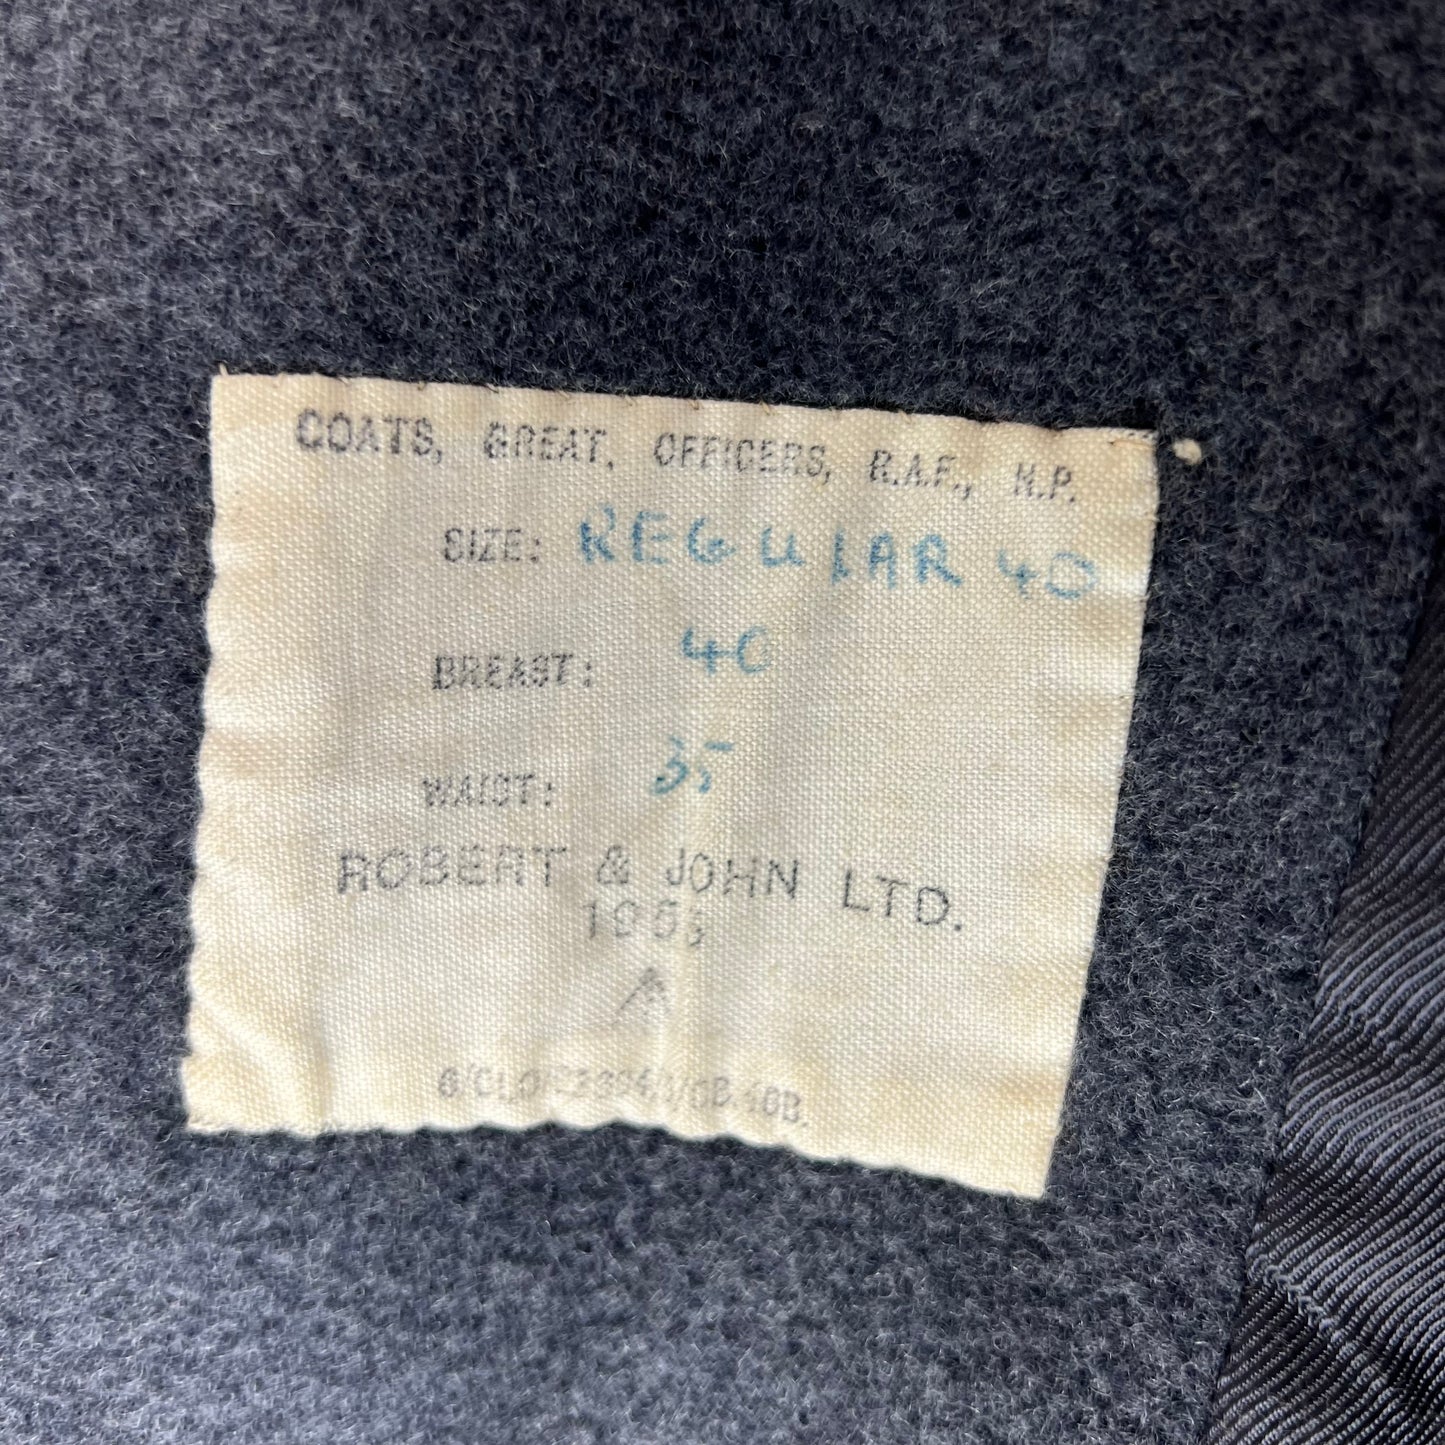 COATS, GREAT, OFFICERS, R.A.F., N.P.
SIZE: REGULAR 40
BREAST: 40
WAIST: 35
ROBERT & JOHN LTD.